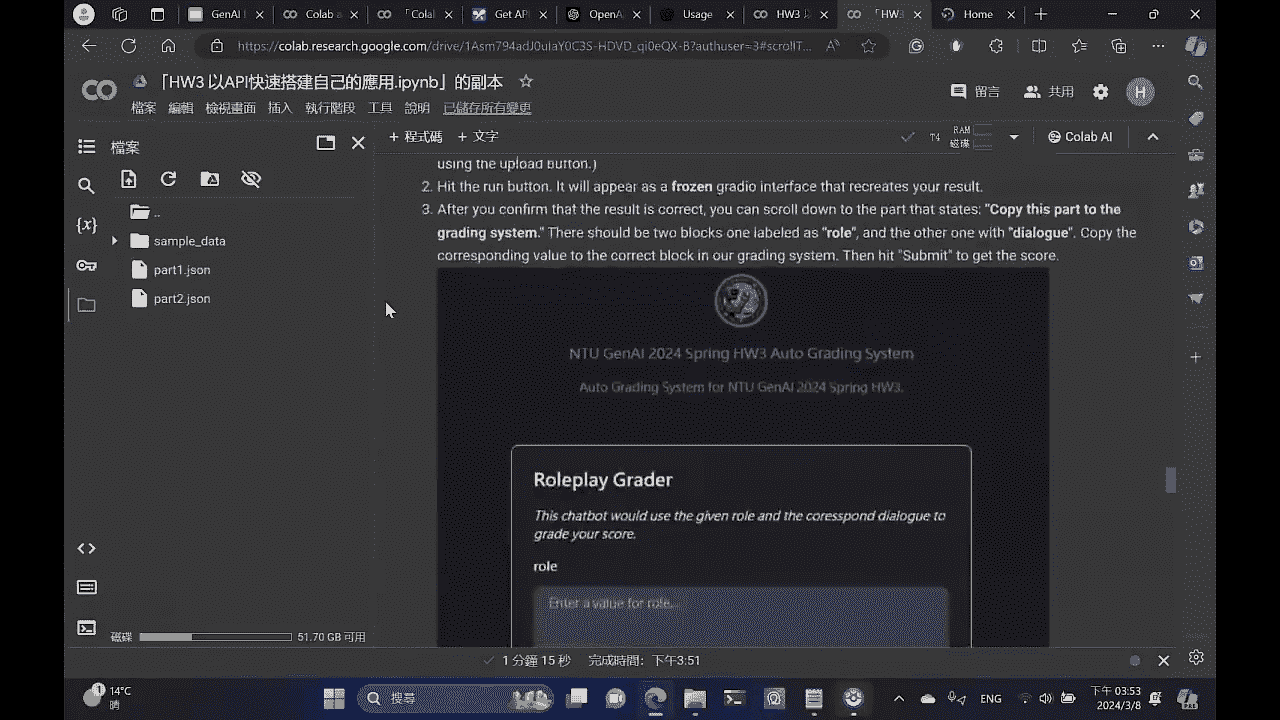 GenAI
Colab a
「Colal
Get API
OpenA
Usage
HW3
「HW3
Home
https://colab.research.google.com/drive/1Asm794adJ0uIaY0C3S-HDVD_qi0eQX-B?authuser=3#scrollT...
「HW3 以API快速搭建自己的應用.ipynb」的副本
檔案 編輯 檢視畫面 插入 執行階段 工具 說明 已儲存所有變更
留言
共用
H
檔案
+ 程式碼 + 文字
T4
RAM
磁碟
Colab AI
..
sample_data
part1.json
part2.json
using the upload button.)
2. Hit the run button. It will appear as a frozen gradio interface that recreates your result.
3. After you confirm that the result is correct, you can scroll down to the part that states: "Copy this part to the
grading system." There should be two blocks one labeled as "role", and the other one with "dialogue". Copy the
corresponding value to the correct block in our grading system. Then hit "Submit" to get the score.
NTU GenAI 2024 Spring HW3 Auto Grading System
Auto Grading System for NTU GenAI 2024 Spring HW3.
Roleplay Grader
This chatbot would use the given role and the coresspond dialogue to
grade your score.
role
Enter a value for role...
磁碟 51.70 GB 可用
1 分鐘 15 秒 完成時間: 下午3:51
1
14°C
搜尋
ENG
下午 03:53
2024/3/8